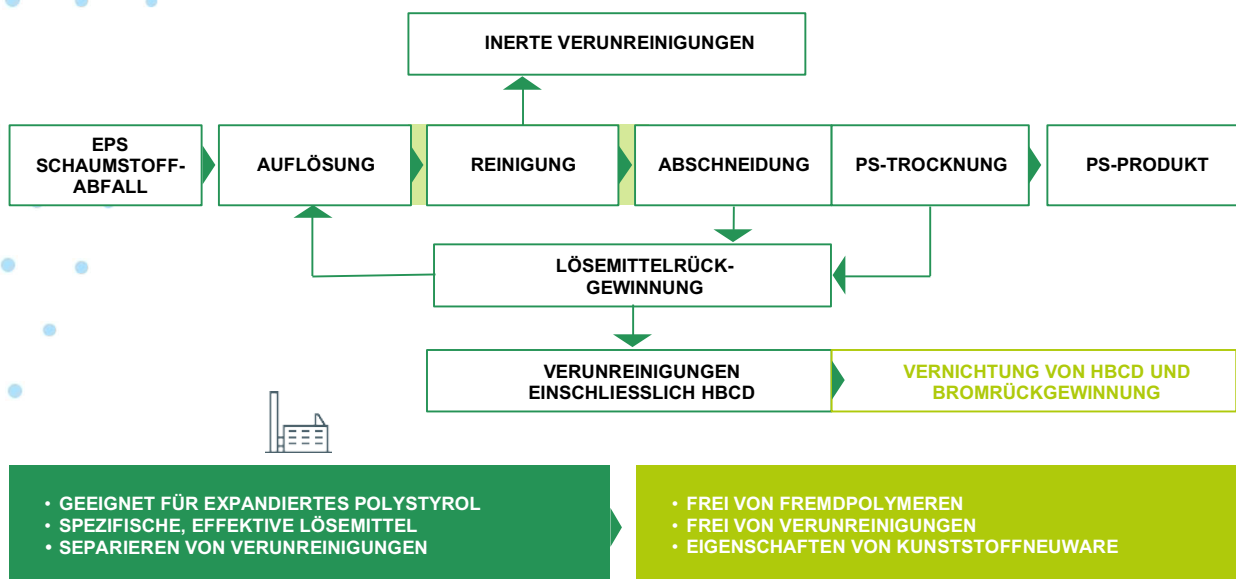 INERTE VERUNREINIGUNGEN
EPS
SCHAUMSTOFF-
ABFALL
AUFLÖSUNG
REINIGUNG
ABSCHNEIDUNG
PS-TROCKNUNG
PS-PRODUKT
LÖSEMITTELRÜCK-
GEWINNUNG
VERUNREINIGUNGEN
EINSCHLIESSLICH HBCD
VERNICHTUNG VON HBCD UND
BROMRÜCKGEWINNUNG
• GEEIGNET FÜR EXPANDIERTES POLYSTYROL
• SPEZIFISCHE, EFFEKTIVE LÖSEMITTEL
• SEPARIEREN VON VERUNREINIGUNGEN
• FREI VON FREMDPOLYMEREN
• FREI VON VERUNREINIGUNGEN
• EIGENSCHAFTEN VON KUNSTSTOFFNEUWARE